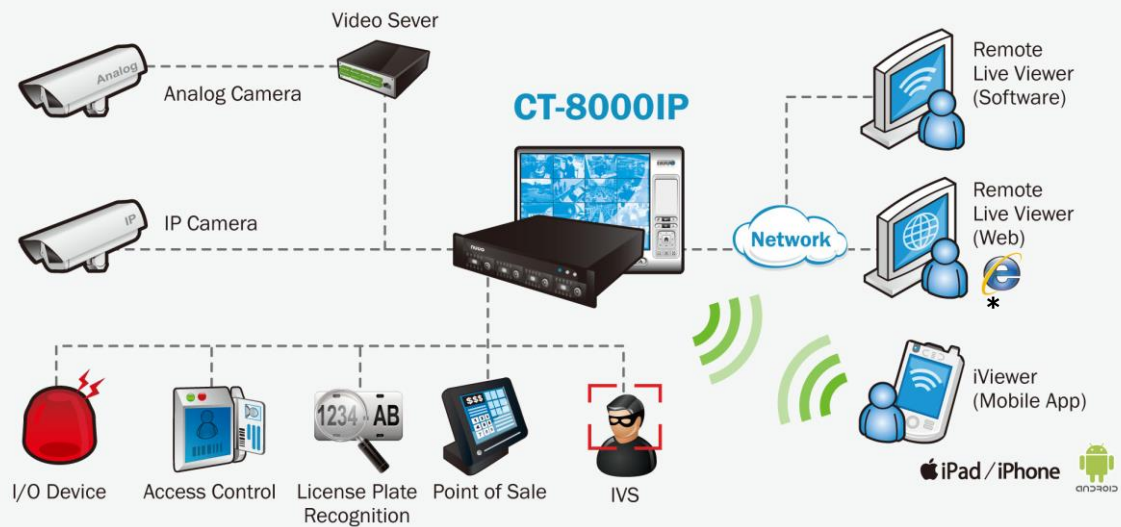 Video Sever
Analog
Analog Camera
CT-8000IP
Remote
Live Viewer
(Software)
IP
IP Camera
Network
Remote
Live Viewer
(Web)
*
nuuo
1234
AB
$$$
I/O Device
Access Control
License Plate
Recognition
Point of Sale
IVS
iViewer
(Mobile App)
iPad / iPhone
ANDROID